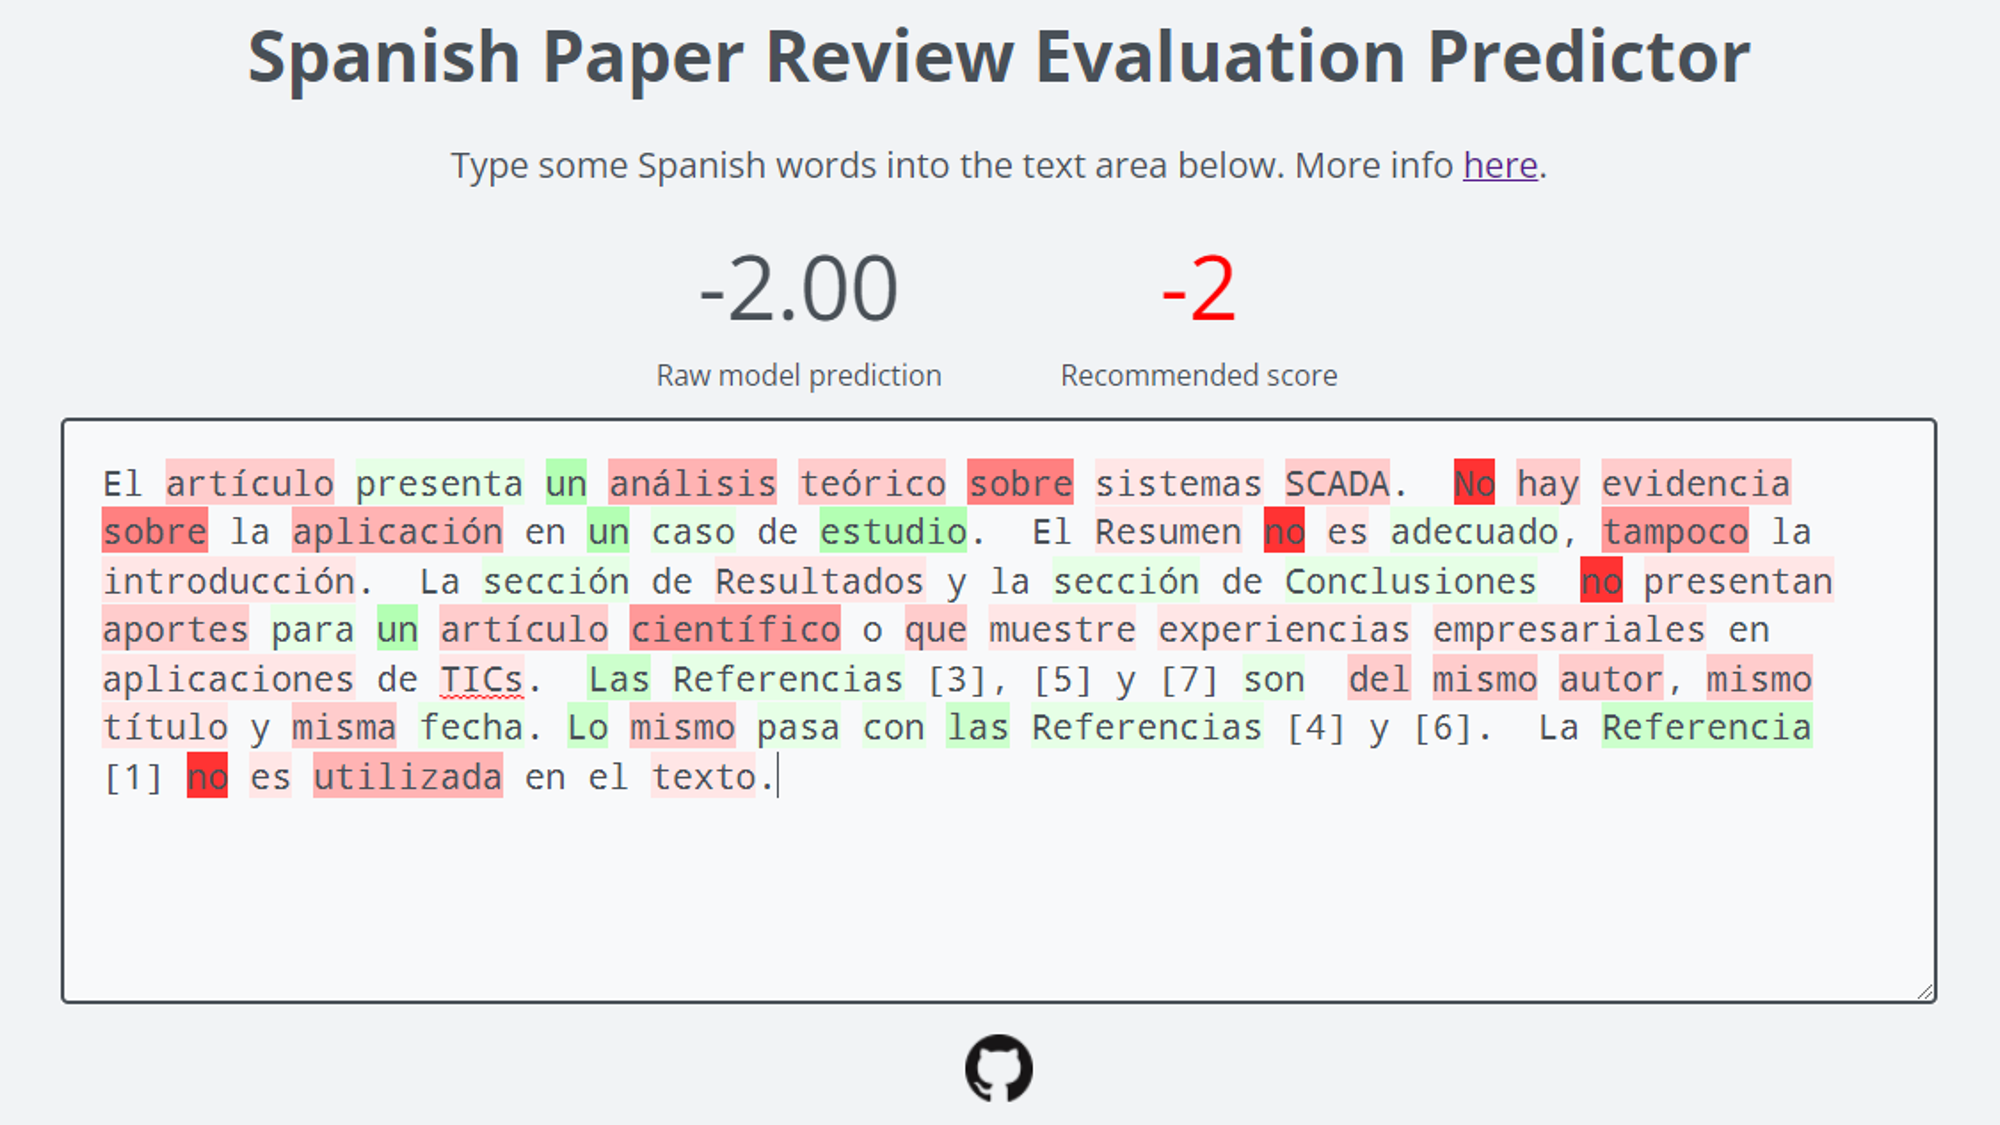 Spanish Paper Review Evaluation Predictor
Type some Spanish words into the text area below. More info here.
-2.00 -2
Raw model prediction Recommended score
El artículo presenta un análisis teórico sobre sistemas SCADA. No hay evidencia
sobre la aplicación en un caso de estudio. El Resumen no es adecuado, tampoco la
introducción. La sección de Resultados y la sección de Conclusiones no presentan
aportes para un artículo científico o que muestre experiencias empresariales en
aplicaciones de TICs. Las Referencias [3], [5] y [7] son del mismo autor, mismo
título y misma fecha. Lo mismo pasa con las Referencias [4] y [6]. La Referencia
[1] no es utilizada en el texto.